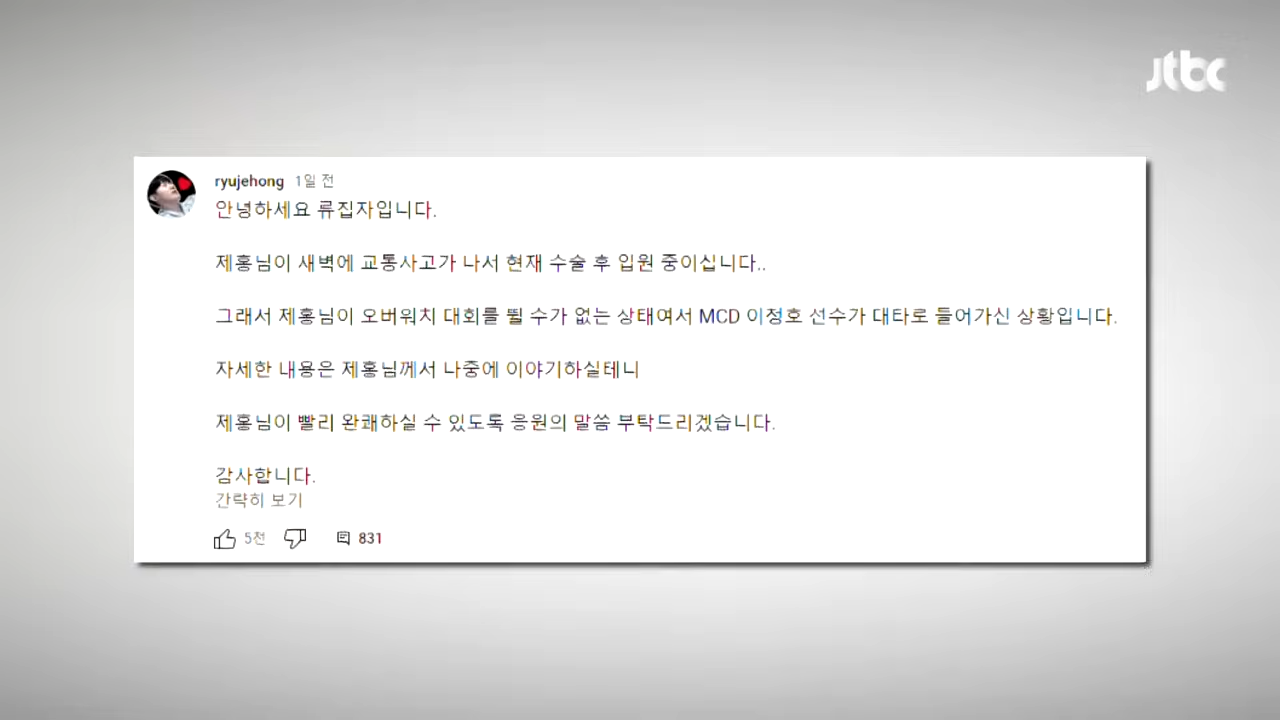 jtbc
ryujehong 1일 전
안녕하세요 류집자입니다.
제홍님이 새벽에 교통사고가 나서 현재 수술 후 입원 중이십니다..
그래서 제홍님이 오버워치 대회를 뛸 수가 없는 상태여서 MCD 이정호 선수가 대타로 들어가신 상황입니다.
자세한 내용은 제홍님께서 나중에 이야기하실테니
제홍님이 빨리 완쾌하실 수 있도록 응원의 말씀 부탁드리겠습니다.
감사합니다.
간략히 보기
5천 831